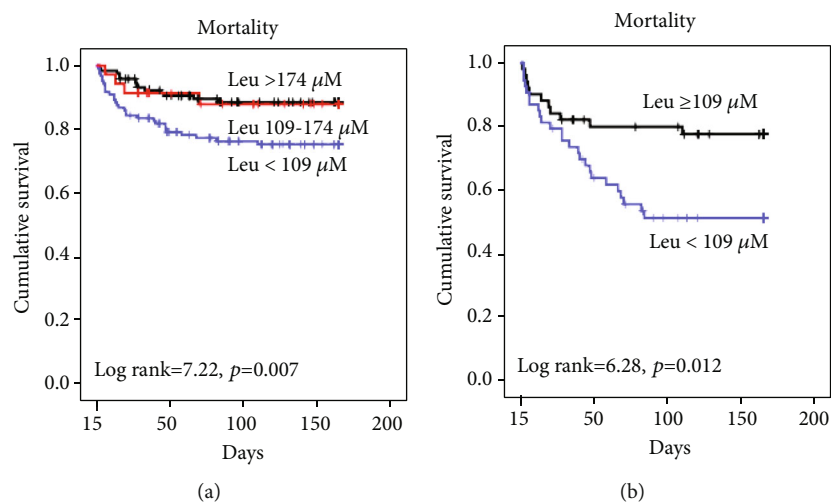 Mortality
1.0
0.8
0.6
0.4
0.2
0.0
Cumulative survival
Leu >174 μM
Leu 109-174 μM
Leu < 109 μM
Log rank=7.22, p=0.007
15
50
100
150
200
Days
(a)
Mortality
1.0
0.8
0.6
0.4
0.2
0.0
Cumulative survival
Leu ≥109 μM
Leu < 109 μM
Log rank=6.28, p=0.012
15
50
100
150
200
Days
(b)